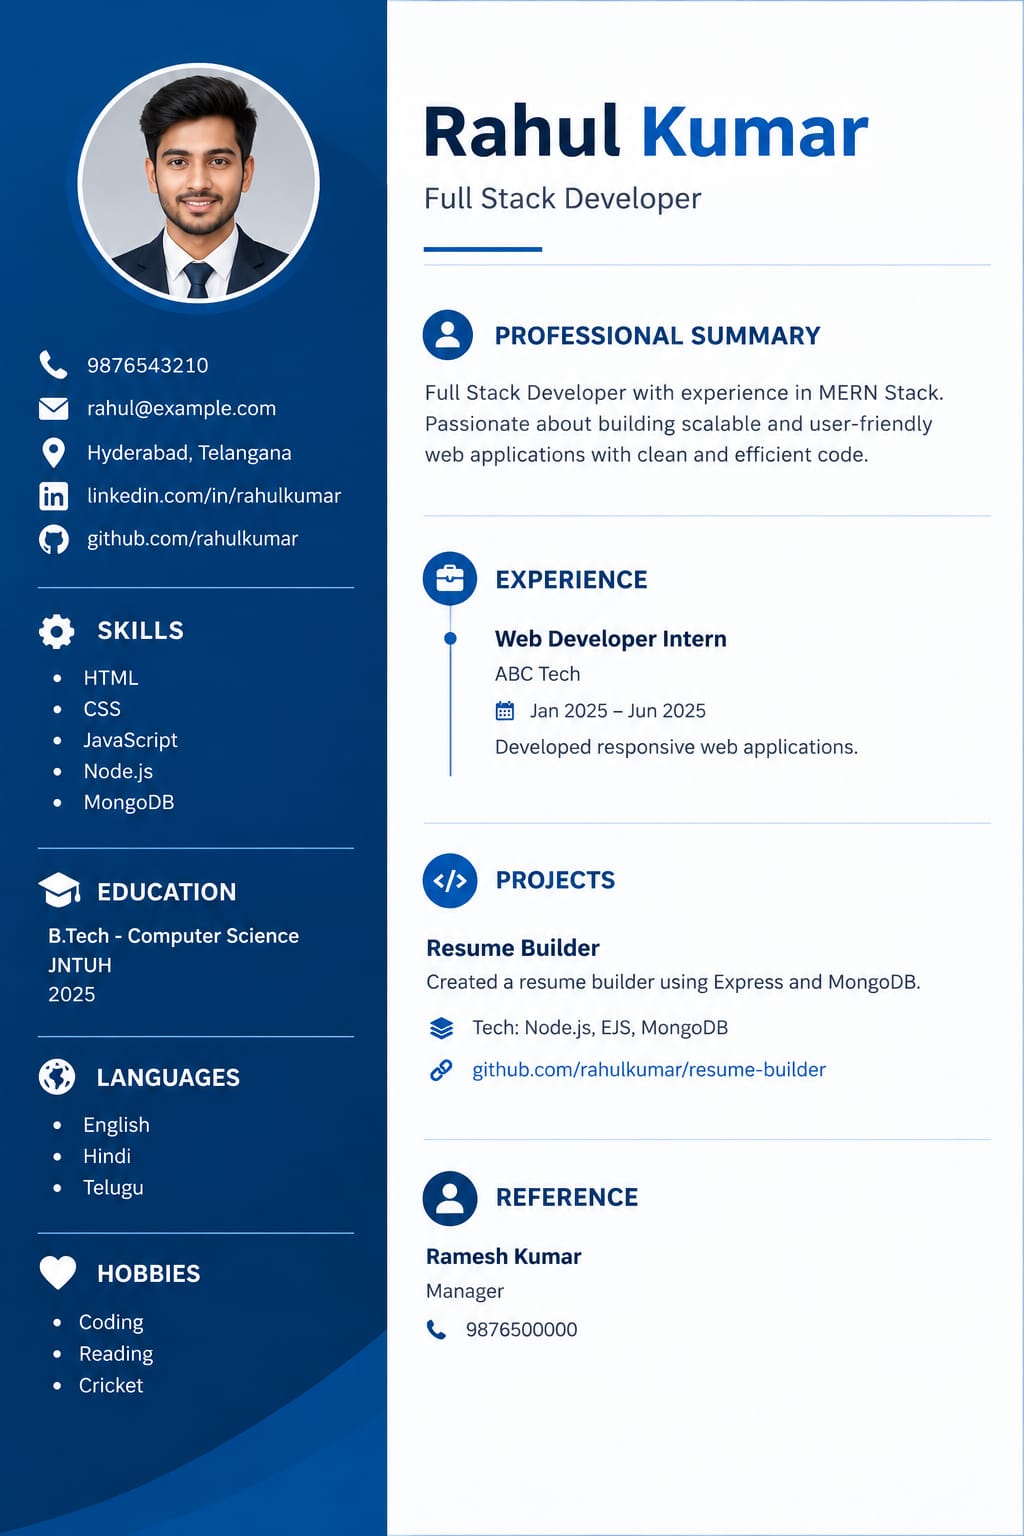 Rahul Kumar
Full Stack Developer
9876543210
rahul@example.com
Hyderabad, Telangana
linkedin.com/in/rahulkumar
github.com/rahulkumar
SKILLS
• HTML
• CSS
• JavaScript
• Node.js
• MongoDB
EDUCATION
B.Tech - Computer Science
JNTUH
2025
LANGUAGES
• English
• Hindi
• Telugu
HOBBIES
• Coding
• Reading
• Cricket
PROFESSIONAL SUMMARY
Full Stack Developer with experience in MERN Stack.
Passionate about building scalable and user-friendly
web applications with clean and efficient code.
EXPERIENCE
Web Developer Intern
ABC Tech
Jan 2025 – Jun 2025
Developed responsive web applications.
PROJECTS
Resume Builder
Created a resume builder using Express and MongoDB.
Tech: Node.js, EJS, MongoDB
github.com/rahulkumar/resume-builder
REFERENCE
Ramesh Kumar
Manager
9876500000